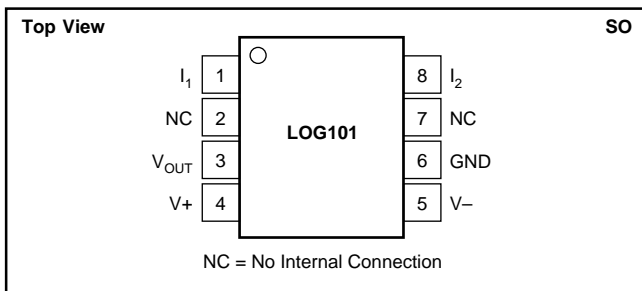 Top View SO
I₁ 1 8 I₂
NC 2 7 NC
LOG101
V_OUT 3 6 GND
V+ 4 5 V–
NC = No Internal Connection